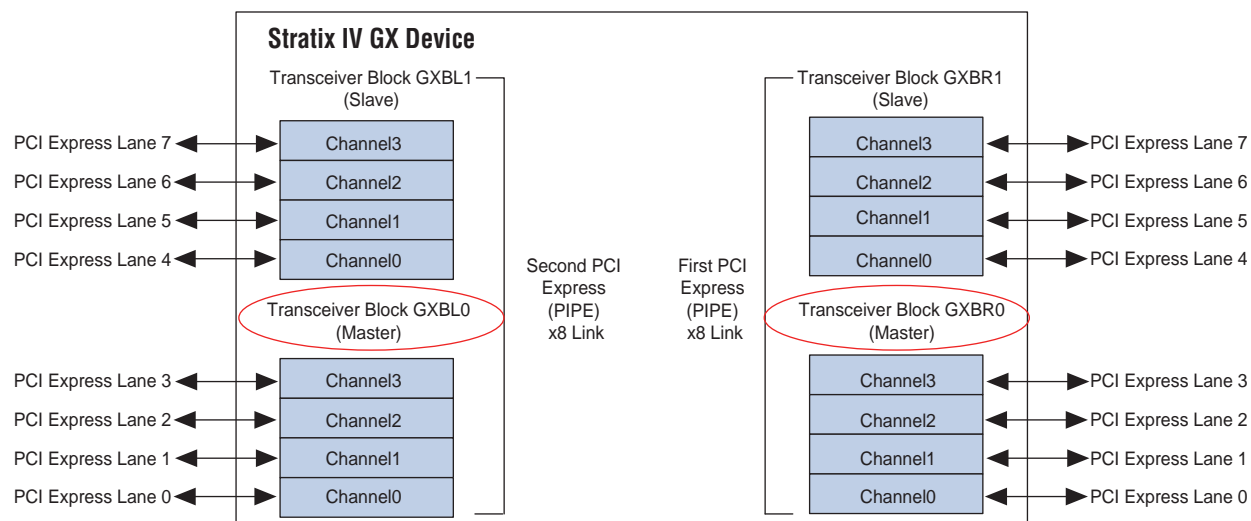 Stratix IV GX Device
Transceiver Block GXBL1
(Slave)
PCI Express Lane 7
Channel3
PCI Express Lane 6
Channel2
PCI Express Lane 5
Channel1
PCI Express Lane 4
Channel0
Transceiver Block GXBL0
(Master)
PCI Express Lane 3
Channel3
PCI Express Lane 2
Channel2
PCI Express Lane 1
Channel1
PCI Express Lane 0
Channel0
Second PCI
Express
(PIPE)
x8 Link
First PCI
Express
(PIPE)
x8 Link
Transceiver Block GXBR1
(Slave)
Channel3
PCI Express Lane 7
Channel2
PCI Express Lane 6
Channel1
PCI Express Lane 5
Channel0
PCI Express Lane 4
Transceiver Block GXBR0
(Master)
Channel3
PCI Express Lane 3
Channel2
PCI Express Lane 2
Channel1
PCI Express Lane 1
Channel0
PCI Express Lane 0